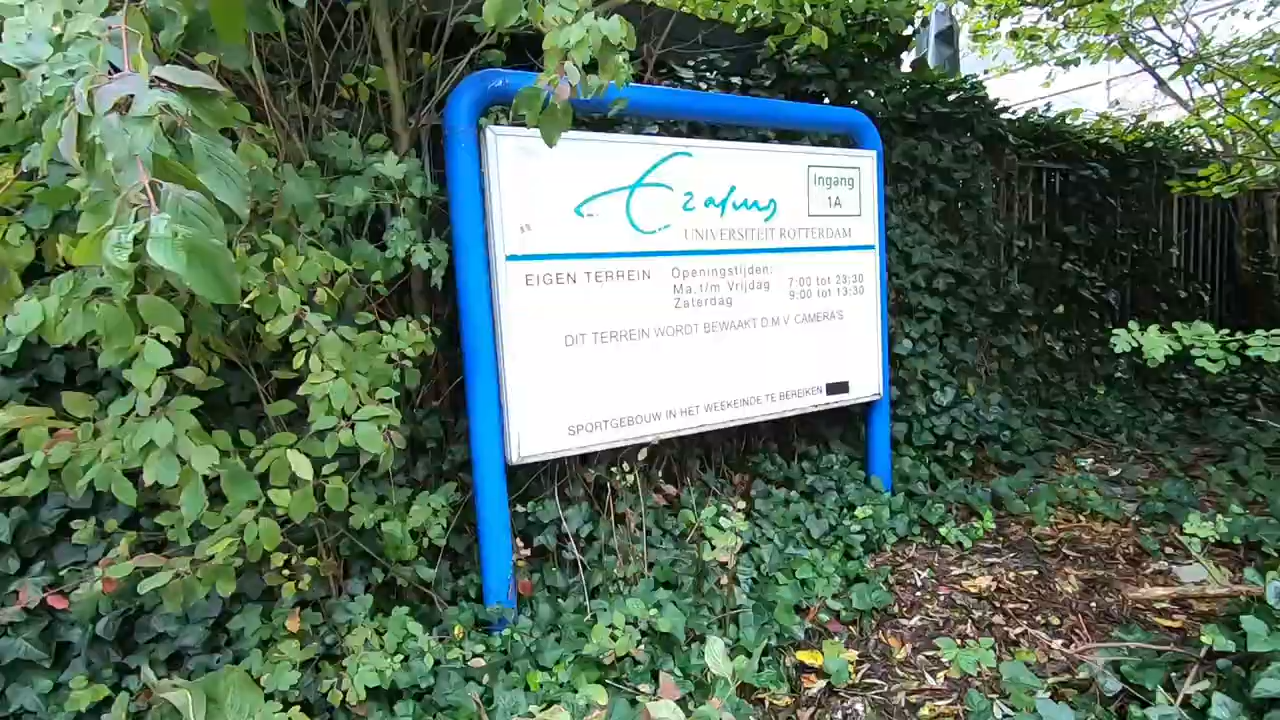 Erasmus
UNIVERSITEIT ROTTERDAM
Ingang
1A
EIGEN TERREIN
Openingstijden:
Ma.t/m Vrijdag 7:00 tot 23:30
Zaterdag 9:00 tot 13:30
DIT TERREIN WORDT BEWAAKT D.M.V. CAMERA'S
SPORTGEBOUW IN HET WEEKEINDE TE BEREIKEN